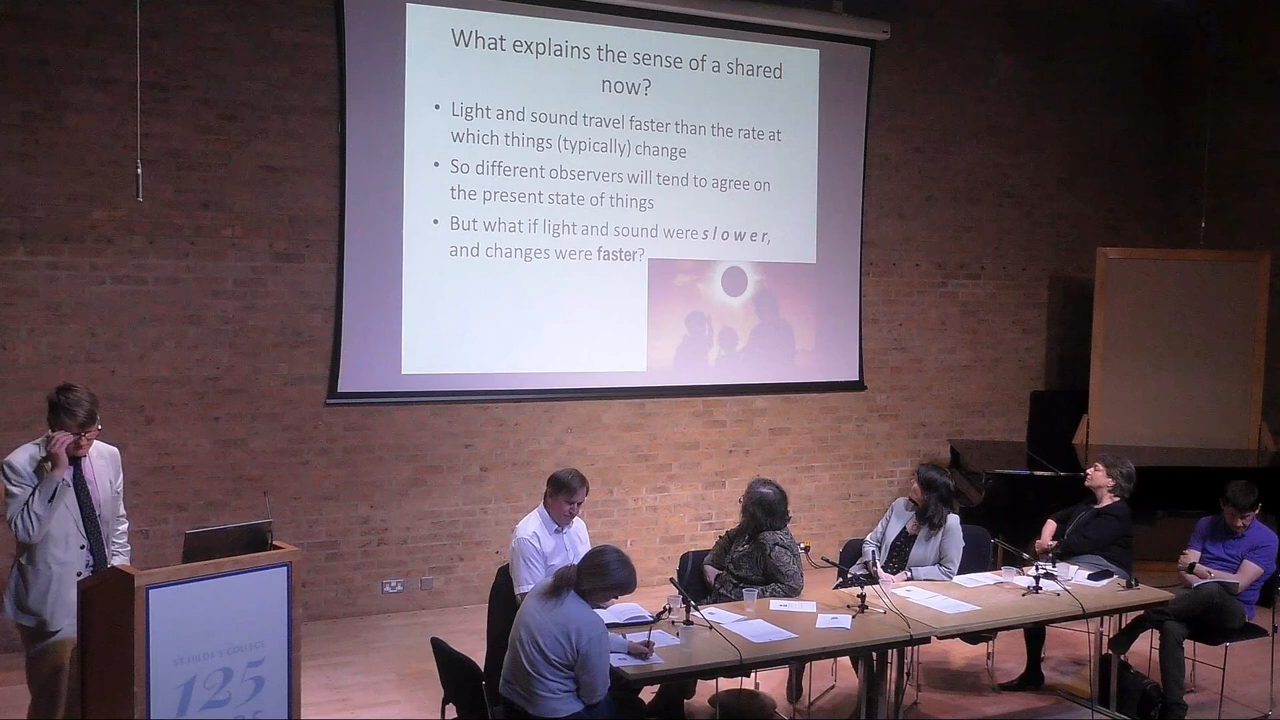 What explains the sense of a shared
now?
• Light and sound travel faster than the rate at
which things (typically) change
• So different observers will tend to agree on
the present state of things
• But what if light and sound were s l o w e r,
and changes were faster?
ST HILDA'S COLLEGE
125